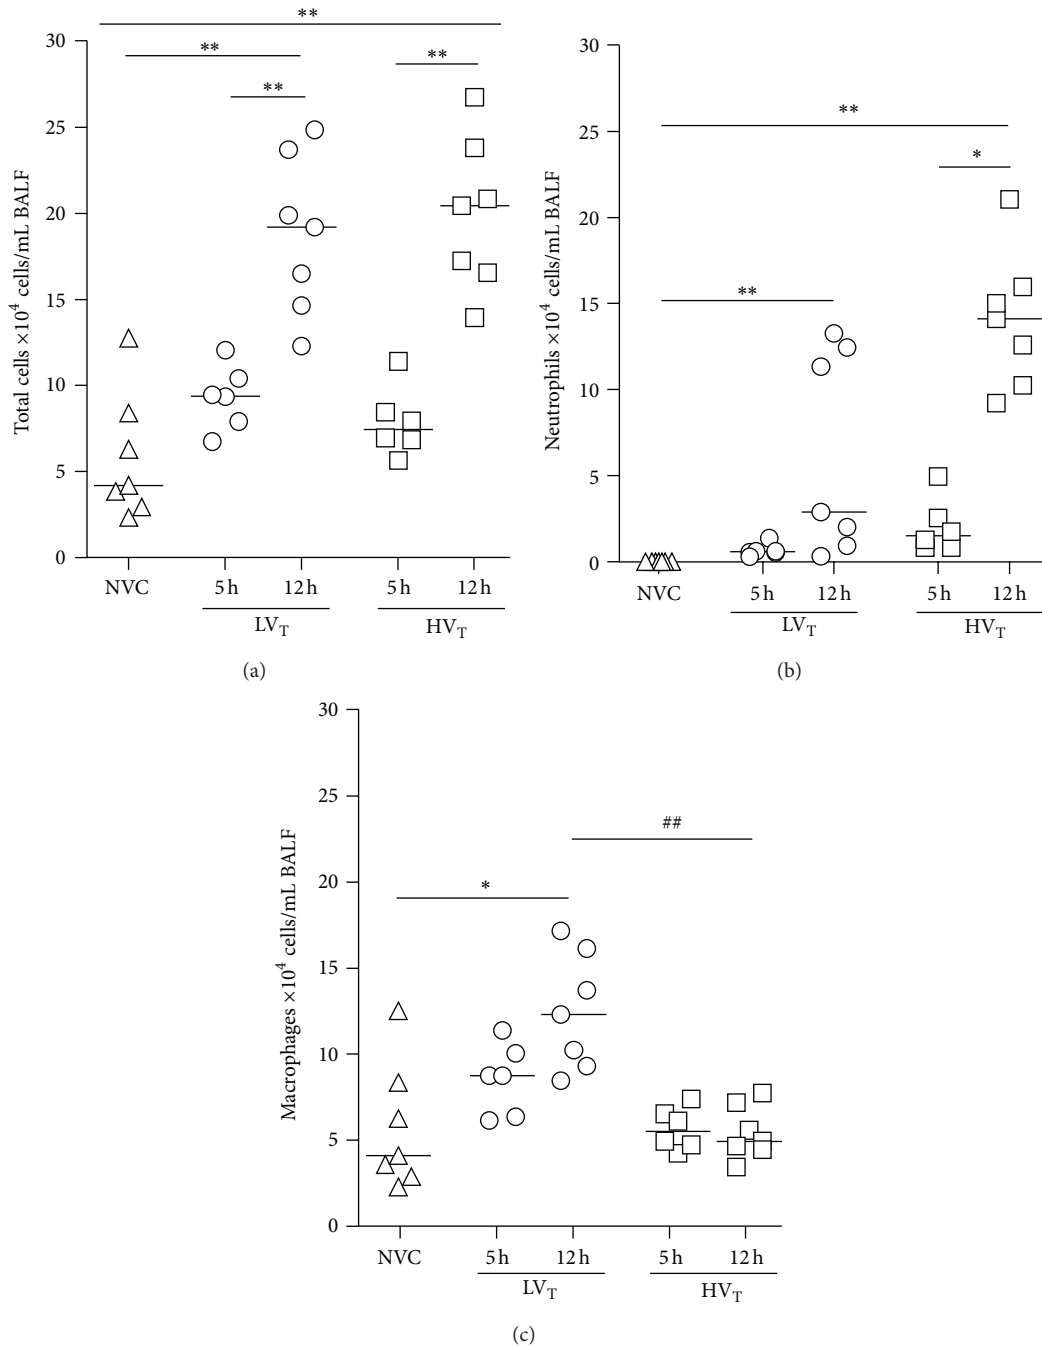 **
**
**
**
30
25
20
15
10
5
0
Total cells ×10⁴ cells/mL BALF
NVC
5 h
12 h
5 h
12 h
LV_T
HV_T
(a)
**
*
**
30
25
20
15
10
5
0
Neutrophils ×10⁴ cells/mL BALF
NVC
5 h
12 h
5 h
12 h
LV_T
HV_T
(b)
##
*
30
25
20
15
10
5
0
Macrophages ×10⁴ cells/mL BALF
NVC
5 h
12 h
5 h
12 h
LV_T
HV_T
(c)